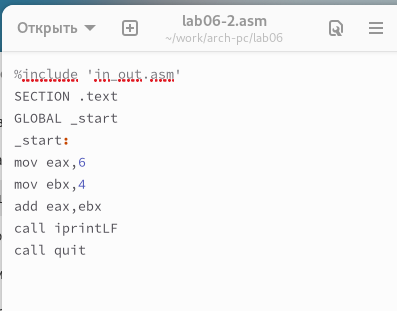 Открыть
lab06-2.asm
~/work/arch-pc/lab06
%include 'in_out.asm'
SECTION .text
GLOBAL _start
_start:
mov eax,6
mov ebx,4
add eax,ebx
call iprintLF
call quit